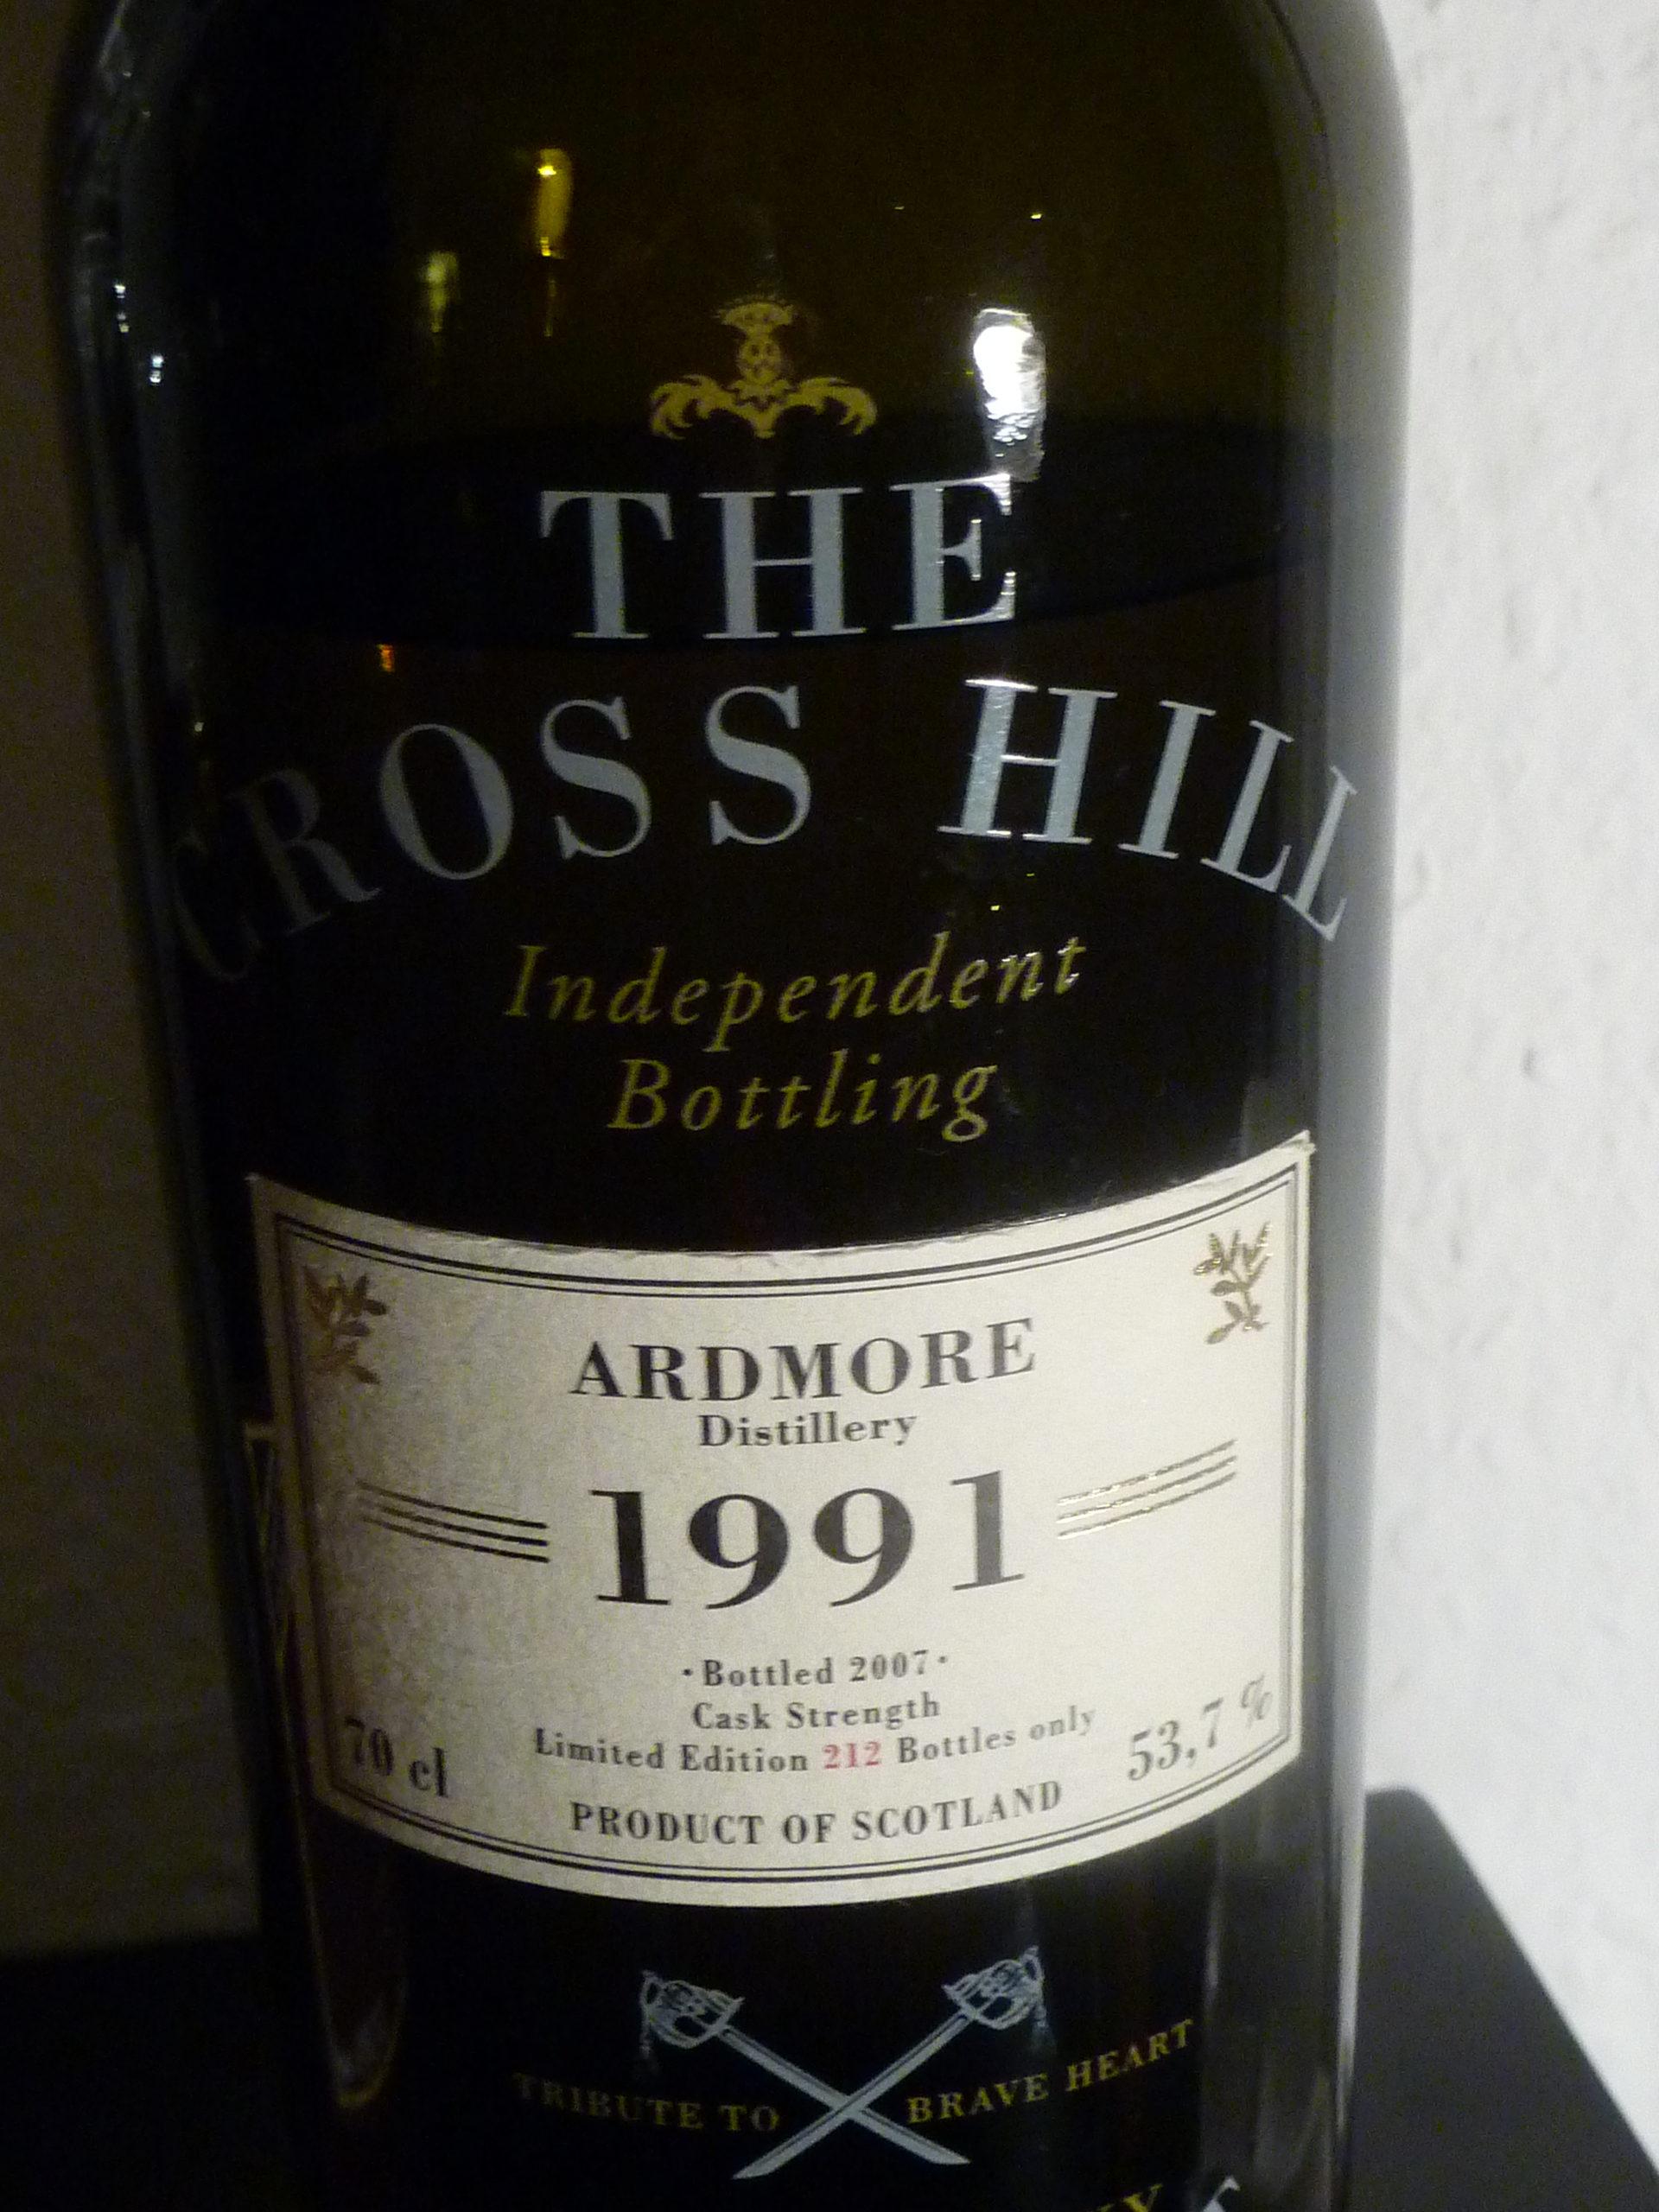 THE
CROSS HILL
Independent
Bottling
ARDMORE
Distillery
1991
·Bottled 2007·
Cask Strength
Limited Edition 212 Bottles only
70 cl
53,7 %
PRODUCT OF SCOTLAND
TRIBUTE TO BRAVE HEART